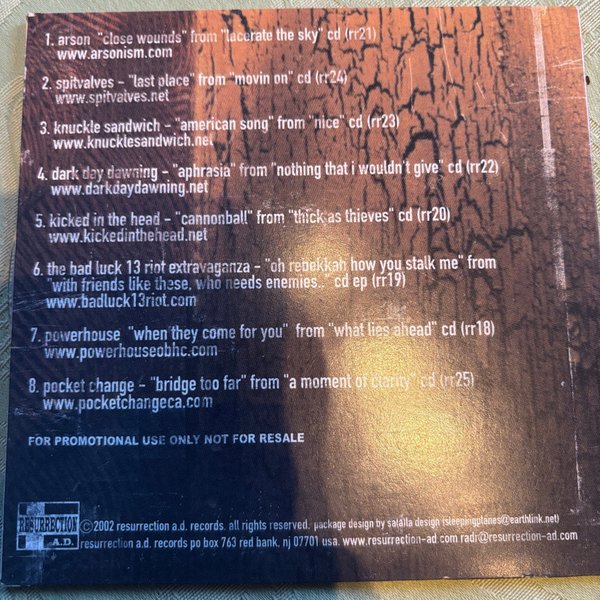 1. arson "close wounds" from "lacerate the sky" cd (rr21)
www.arsonism.com
2. spitvalves - "last place" from "movin on" cd (rr24)
www.spitvalves.net
3. knuckle sandwich - "american song" from "nice" cd (rr23)
www.knucklesandwich.net
4. dark day dawning - "aphrasia" from "nothing that i wouldn't give" cd (rr22)
www.darkdaydawning.net
5. kicked in the head - "cannonball" from "thick as thieves" cd (rr20)
www.kickedinthehead.net
6. the bad luck 13 riot extravaganza - "oh rebekkah how you stalk me" from
"with friends like these, who needs enemies.." cd ep (rr19)
www.badluck13riot.com
7. powerhouse "when they come for you" from "what lies ahead" cd (rr18)
www.powerhouseobhc.com
8. pocket change - "bridge too far" from "a moment of clarity" cd (rr25)
www.pocketchangeca.com
FOR PROMOTIONAL USE ONLY NOT FOR RESALE
RESURRECTION
A.D.
©2002 resurrection a.d. records. all rights reserved. package design by salailla design (sleepingplanes@earthlink.net)
resurrection a.d. records po box 763 red bank, nj 07701 usa. www.resurrection-ad.com radr@resurrection-ad.com